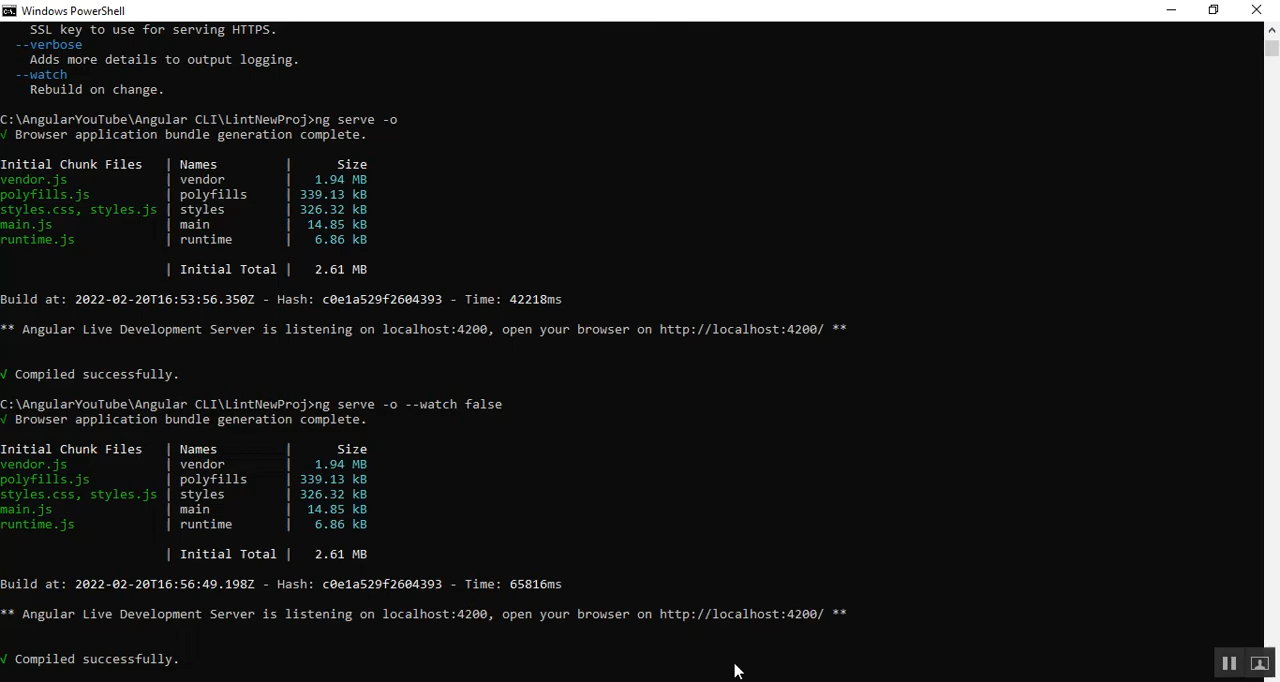 Windows PowerShell
SSL key to use for serving HTTPS.
--verbose
Adds more details to output logging.
--watch
Rebuild on change.
C:\AngularYouTube\Angular CLI\LintNewProj>ng serve -o
√ Browser application bundle generation complete.
Initial Chunk Files | Names | Size
vendor.js | vendor | 1.94 MB
polyfills.js | polyfills | 339.13 kB
styles.css, styles.js | styles | 326.32 kB
main.js | main | 14.85 kB
runtime.js | runtime | 6.86 kB
| Initial Total | 2.61 MB
Build at: 2022-02-20T16:53:56.350Z - Hash: c0e1a529f2604393 - Time: 42218ms
** Angular Live Development Server is listening on localhost:4200, open your browser on http://localhost:4200/ **
√ Compiled successfully.
C:\AngularYouTube\Angular CLI\LintNewProj>ng serve -o --watch false
√ Browser application bundle generation complete.
Initial Chunk Files | Names | Size
vendor.js | vendor | 1.94 MB
polyfills.js | polyfills | 339.13 kB
styles.css, styles.js | styles | 326.32 kB
main.js | main | 14.85 kB
runtime.js | runtime | 6.86 kB
| Initial Total | 2.61 MB
Build at: 2022-02-20T16:56:49.198Z - Hash: c0e1a529f2604393 - Time: 65816ms
** Angular Live Development Server is listening on localhost:4200, open your browser on http://localhost:4200/ **
√ Compiled successfully.